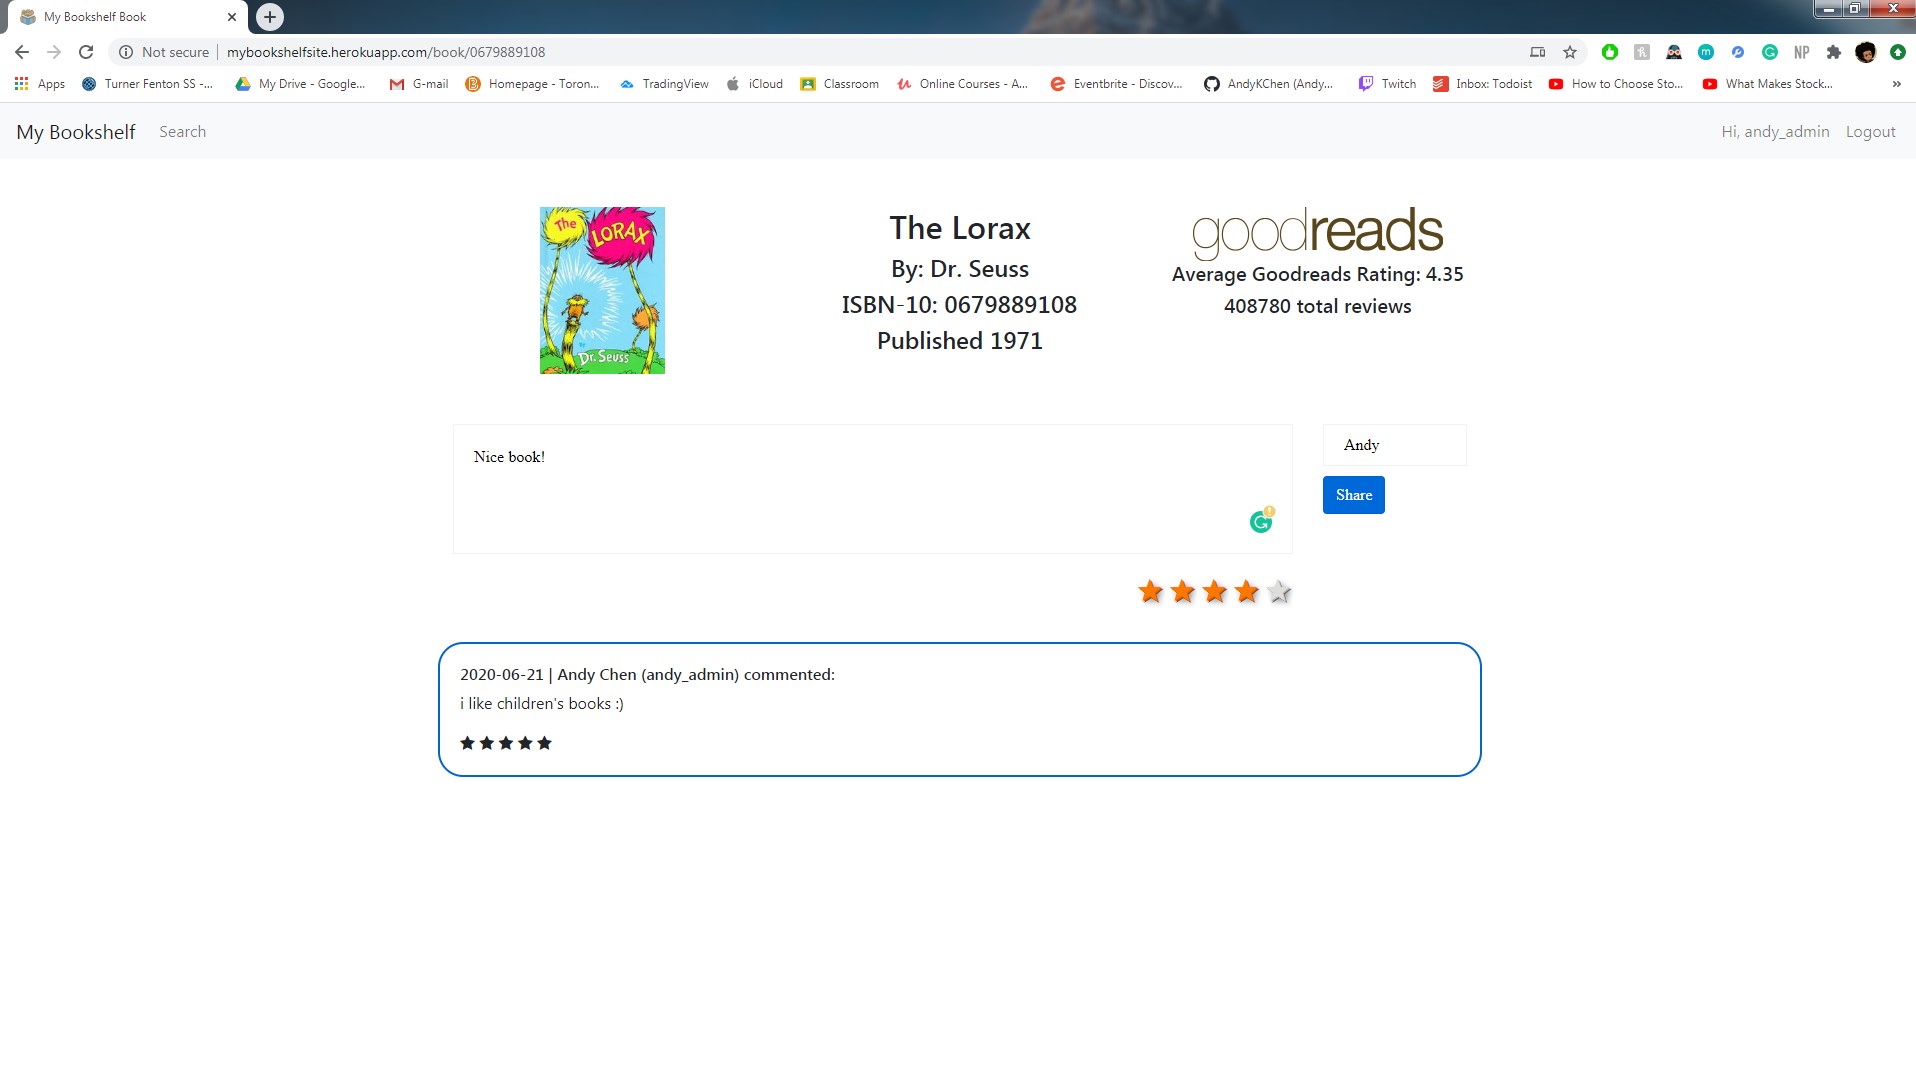 My Bookshelf Book
Not secure mybookshelfsite.herokuapp.com/book/0679889108
NP
Apps Turner Fenton SS -... My Drive - Google... G-mail Homepage - Toron... TradingView iCloud Classroom Online Courses - A... Eventbrite - Discov... AndyKChen (Andy... Twitch Inbox: Todoist How to Choose Sto... What Makes Stock... »
My Bookshelf Search Hi, andy_admin Logout
The
LORAX
by
Dr. Seuss
The Lorax
By: Dr. Seuss
ISBN-10: 0679889108
Published 1971
goodreads
Average Goodreads Rating: 4.35
408780 total reviews
Nice book!
Andy
Share
2020-06-21 | Andy Chen (andy_admin) commented:
i like children's books :)